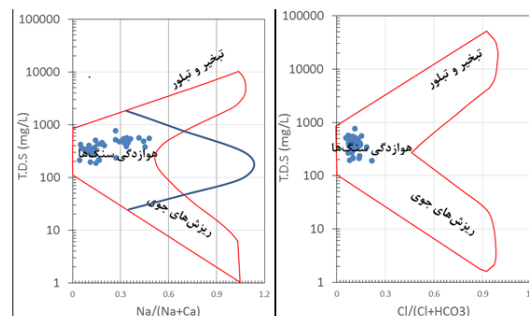 100000
10000
1000
100
10
1
T.D.S (mg/L)
تبخیر و تبلور
هوازدگی سنگ‌ها
ریزش‌های جوی
0
0.3
0.6
0.9
1.2
Na/(Na+Ca)
100000
10000
1000
100
10
1
T.D.S (mg/L)
تبخیر و تبلور
هوازدگی سنگ‌ها
ریزش‌های جوی
0
0.3
0.6
0.9
Cl/(Cl+HCO3)